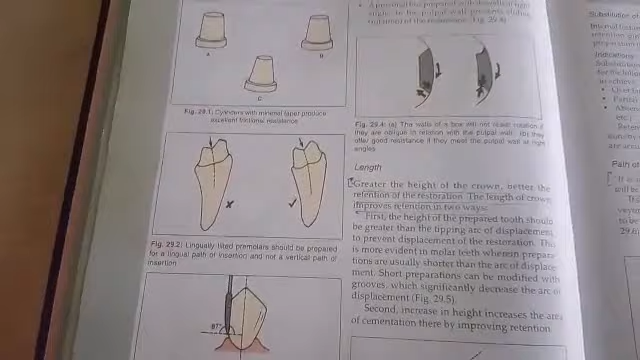 A
B
C
Fig. 29.1: Cylinders with minimal taper produce
excellent frictional resistance
Fig. 29.2: Lingually tilted premolars should be prepared
for a lingual path of insertion and not a vertical path of
insertion
87°
Fig. 29.4: (a) The walls of a box will not resist rotation if
they are oblique in relation with the pulpal wall. (b) they
offer good resistance if they meet the pulpal wall at right
angles
Length
Greater the height of the crown, better the
retention of the restoration. The length of crown
improves retention in two ways:
First, the height of the prepared tooth should
be greater than the tipping arc of displacement
to prevent displacement of the restoration. This
is more evident in molar teeth wherein prepara-
tions are usually shorter than the arc of displace-
ment. Short preparations can be modified with
grooves, which significantly decrease the arc of
displacement (Fig. 29.5).
Second, increase in height increases the area
of cementation there by improving retention
Substitution
Indications
Path of
29.6)